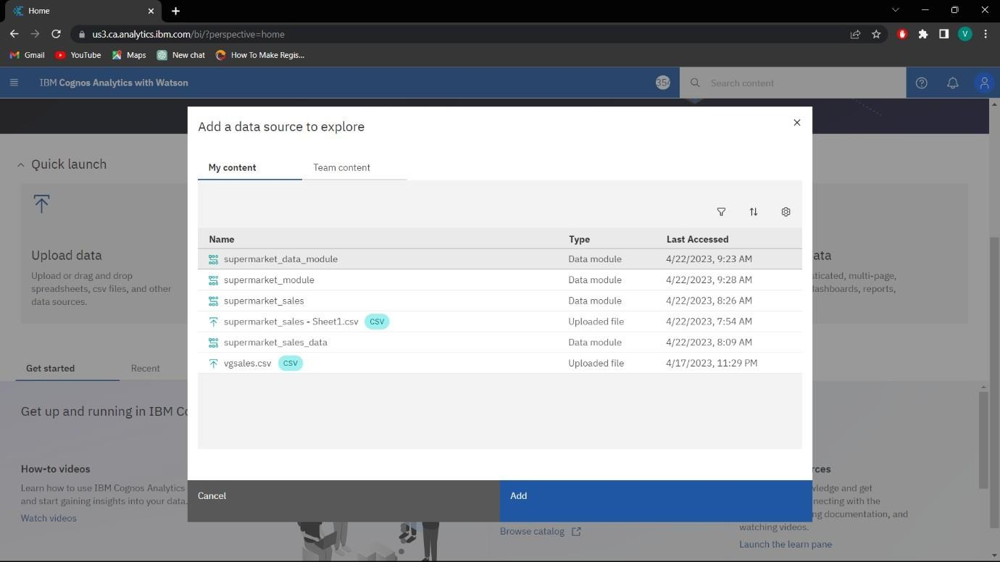 Home
us3.ca.analytics.ibm.com/bi/?perspective=home
V
Gmail YouTube Maps New chat How To Make Regis...
IBM Cognos Analytics with Watson
354
Search content
Add a data source to explore
Quick launch
My content Team content
Upload data
Upload or drag and drop
spreadsheets, csv files, and other
data sources.
Name Type Last Accessed
supermarket_data_module Data module 4/22/2023, 9:23 AM
supermarket_module Data module 4/22/2023, 9:28 AM
supermarket_sales Data module 4/22/2023, 8:26 AM
supermarket_sales - Sheet1.csv CSV Uploaded file 4/22/2023, 7:54 AM
supermarket_sales_data Data module 4/22/2023, 8:09 AM
vgsales.csv CSV Uploaded file 4/17/2023, 11:29 PM
ata
sticated, multi-page,
dashboards, reports,
Get started Recent
Get up and running in IBM Co
How-to videos
Learn how to use IBM Cognos Analytics
and start gaining insights into your data.
Watch videos
Cancel
Add
Browse catalog
rces
wledge and get
nnecting with the
ng documentation, and
watching videos.
Launch the learn pane